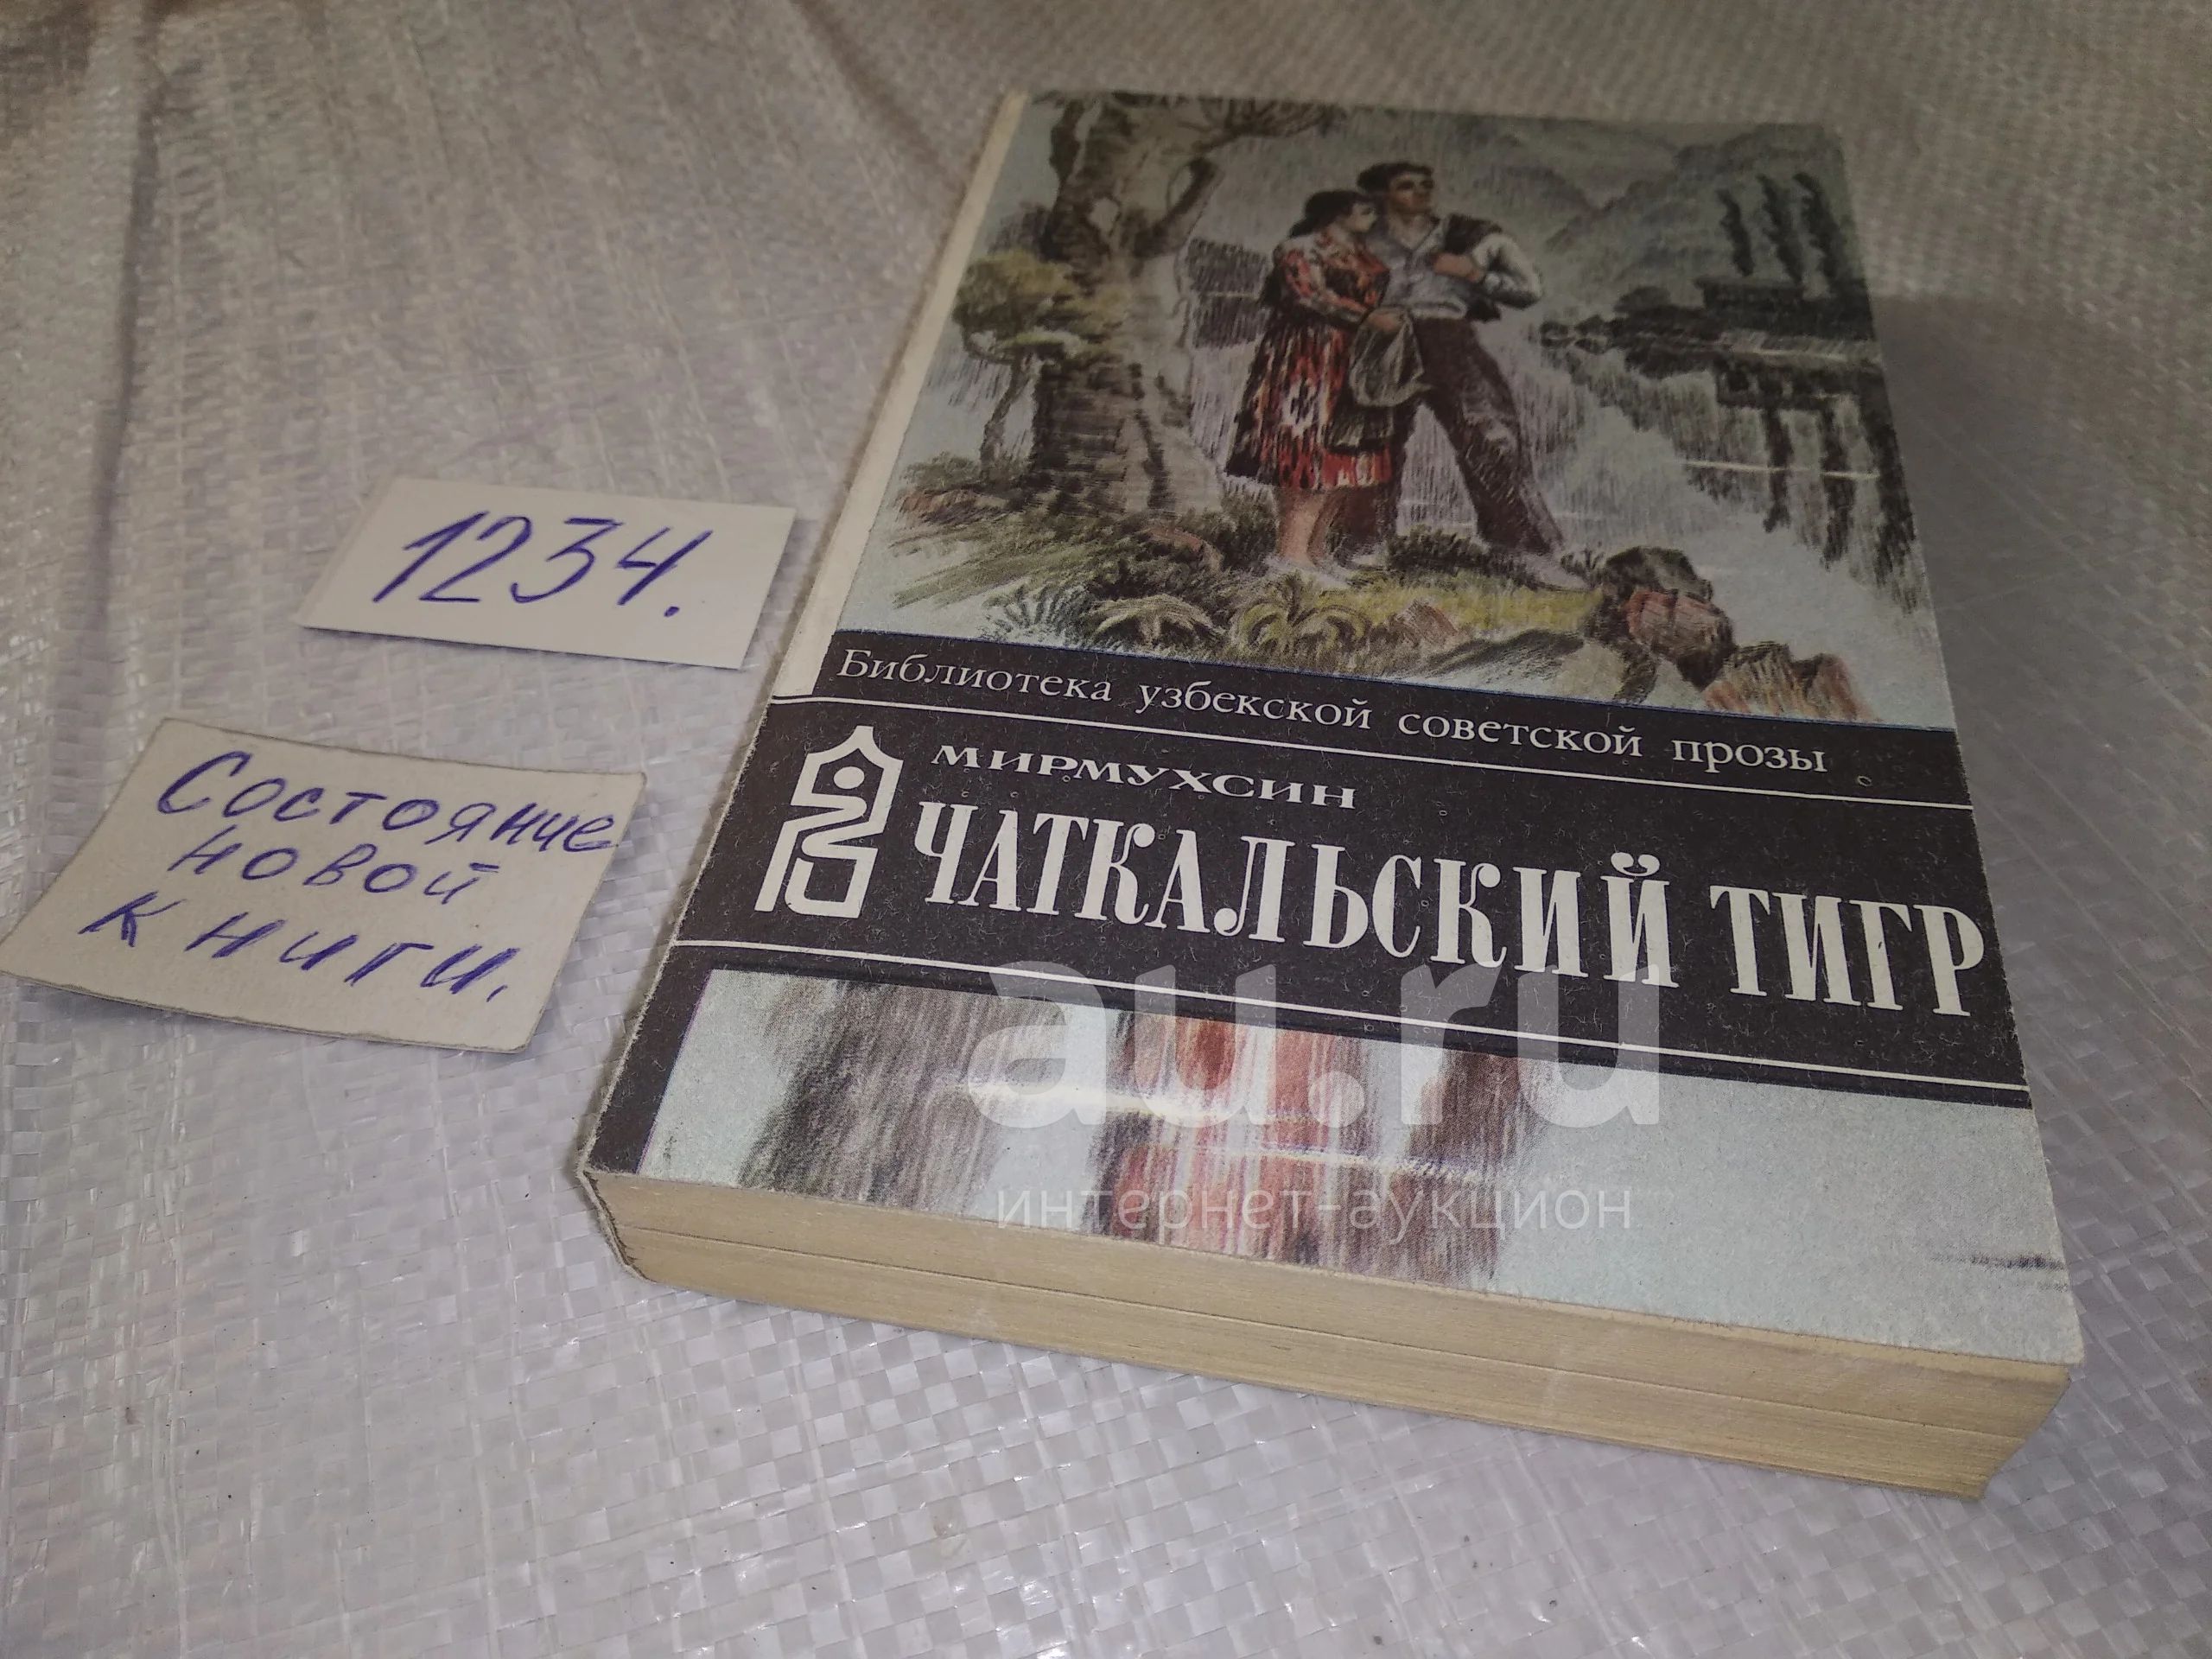 1234.
Состояние
новой
книги.
Библиотека узбекской советской прозы
МИРМУХСИН
ЧАТКАЛЬСКИЙ ТИГР
au.ru
интернет-аукцион